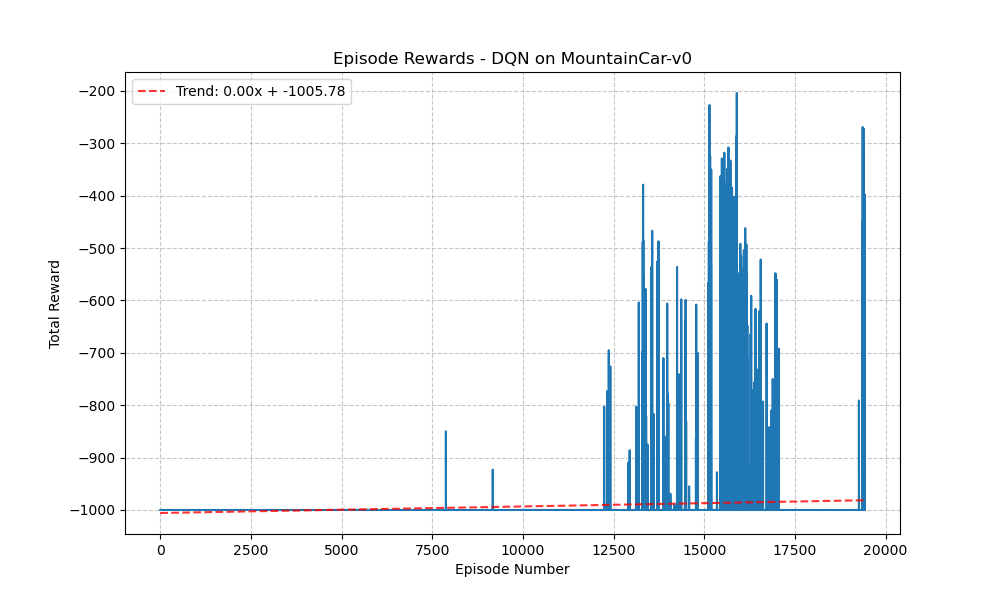 Episode Rewards - DQN on MountainCar-v0
Trend: 0.00x + -1005.78
Total Reward
−200
−300
−400
−500
−600
−700
−800
−900
−1000
0 2500 5000 7500 10000 12500 15000 17500 20000
Episode Number